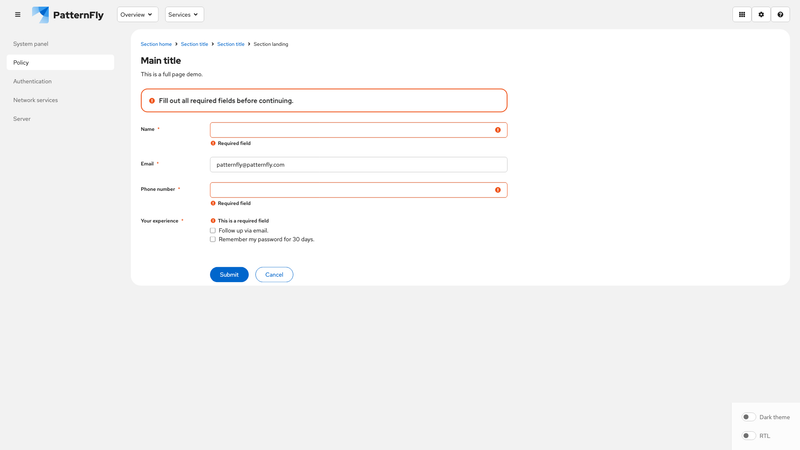 PatternFly
Overview
Services
System panel
Policy
Authentication
Network services
Server
Section home
Section title
Section title
Section landing
Main title
This is a full page demo.
Fill out all required fields before continuing.
Name *
Required field
Email *
patternfly@patternfly.com
Phone number *
Required field
Your experience *
This is a required field
Follow up via email.
Remember my password for 30 days.
Submit
Cancel
Dark theme
RTL